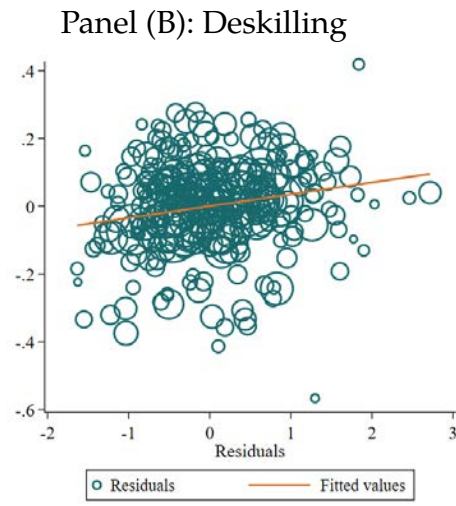 Panel (B): Deskilling
.4
.2
0
-.2
-.4
-.6
-2 -1 0 1 2 3
Residuals
Residuals Fitted values